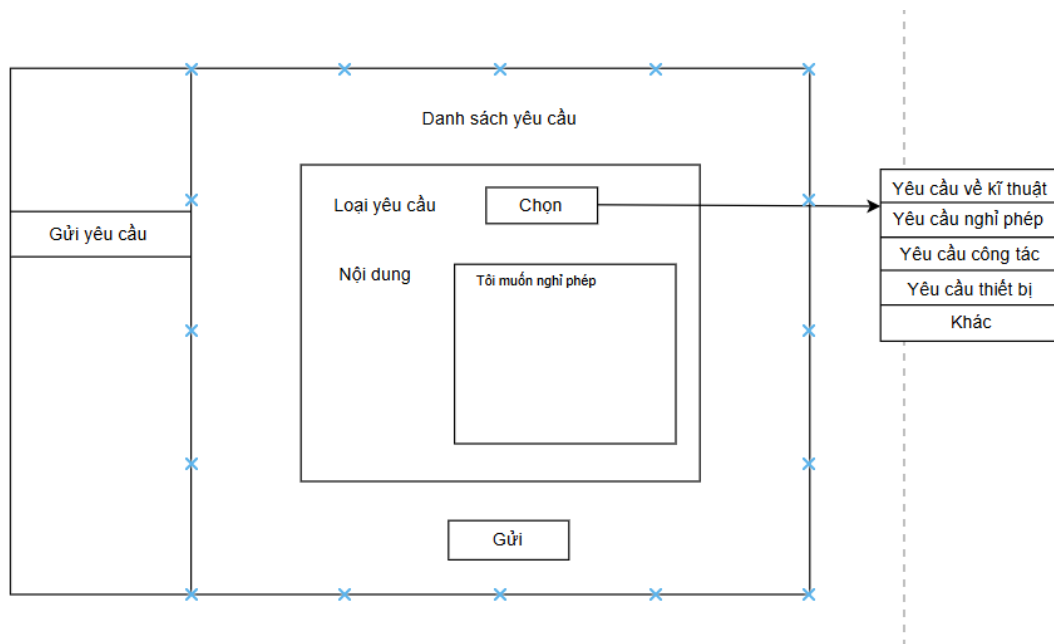 Danh sách yêu cầu
Gửi yêu cầu
Loại yêu cầu
Chọn
Nội dung
Tôi muốn nghỉ phép
Gửi
Yêu cầu về kĩ thuật
Yêu cầu nghỉ phép
Yêu cầu công tác
Yêu cầu thiết bị
Khác